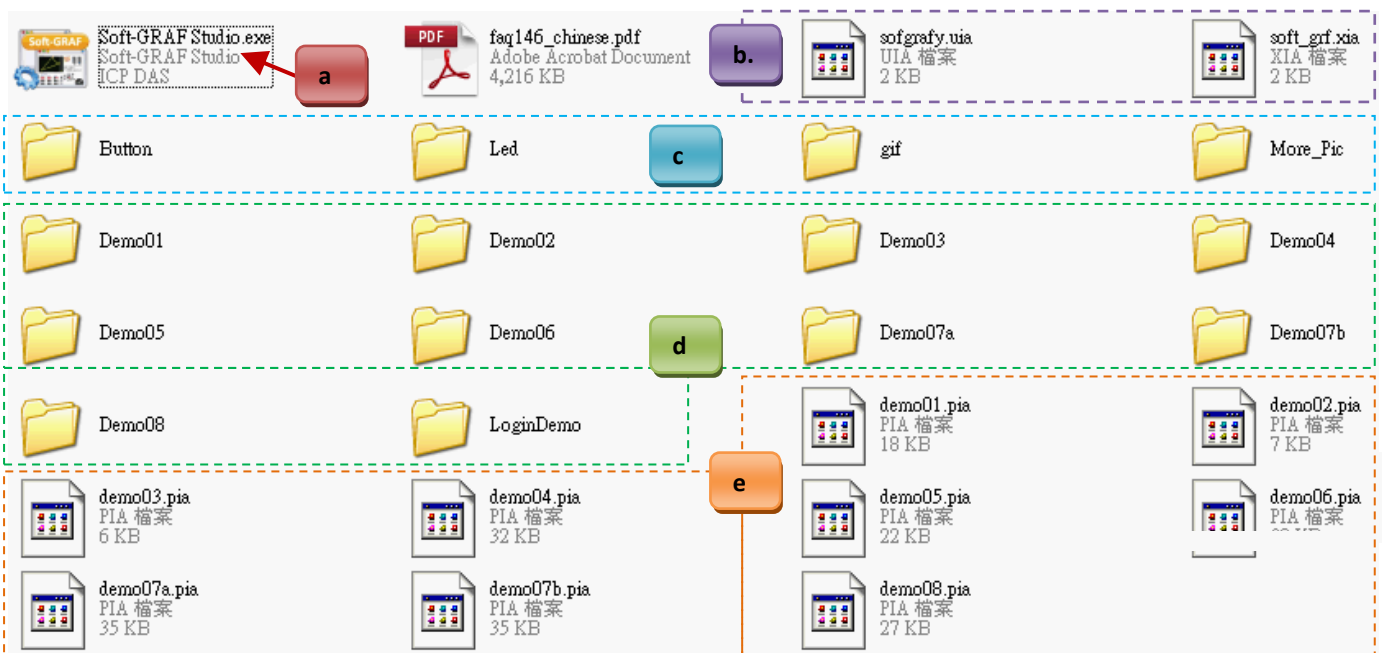 Soft-GRAF
Soft-GRAF Studio.exe
Soft-GRAF Studio
ICP DAS
a
PDF
faq146_chinese.pdf
Adobe Acrobat Document
4,216 KB
b.
sofgrafy.uia
UIA 檔案
2 KB
soft_grf.xia
XIA 檔案
2 KB
Button
Led
c
gif
More_Pic
Demo01
Demo02
Demo03
Demo04
Demo05
Demo06
d
Demo07a
Demo07b
Demo08
LoginDemo
demo01.pia
PIA 檔案
18 KB
demo02.pia
PIA 檔案
7 KB
e
demo03.pia
PIA 檔案
6 KB
demo04.pia
PIA 檔案
32 KB
demo05.pia
PIA 檔案
22 KB
demo06.pia
PIA 檔案
demo07a.pia
PIA 檔案
35 KB
demo07b.pia
PIA 檔案
35 KB
demo08.pia
PIA 檔案
27 KB